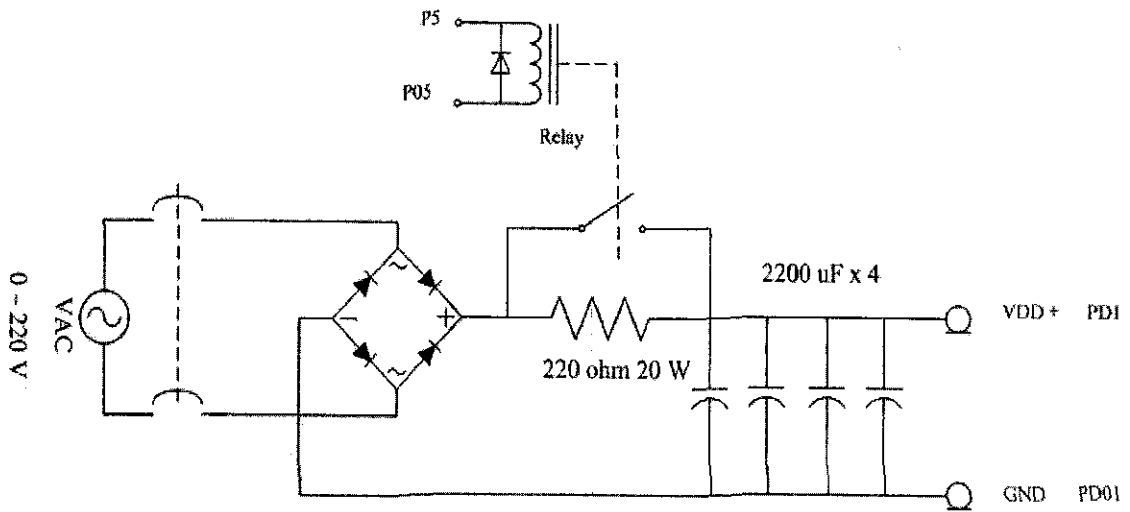 P5
P05
Relay
0 ~ 220 V
VAC
2200 uF x 4
220 ohm 20 W
VDD + PD1
GND PD01